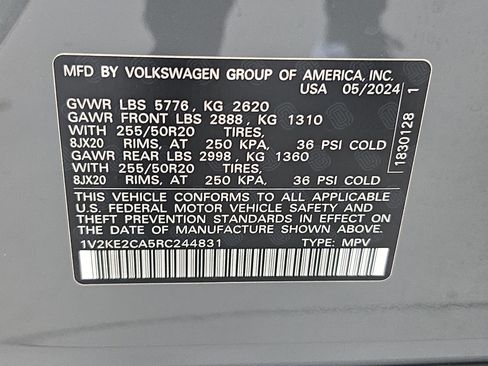 MFD BY VOLKSWAGEN GROUP OF AMERICA, INC.
USA 05/2024
GVWR LBS 5776, KG 2620
GAWR FRONT LBS 2888, KG 1310
WITH 255/50R20 TIRES,
8JX20 RIMS, AT 250 KPA, 36 PSI COLD
GAWR REAR LBS 2998, KG 1360
WITH 255/50R20 TIRES,
8JX20 RIMS, AT 250 KPA, 36 PSI COLD
THIS VEHICLE CONFORMS TO ALL APPLICABLE
U.S. FEDERAL MOTOR VEHICLE SAFETY AND
THEFT PREVENTION STANDARDS IN EFFECT ON
THE DATE OF MANUFACTURE SHOWN ABOVE
1V2KE2CA5RC244831 TYPE: MPV
1830128 1